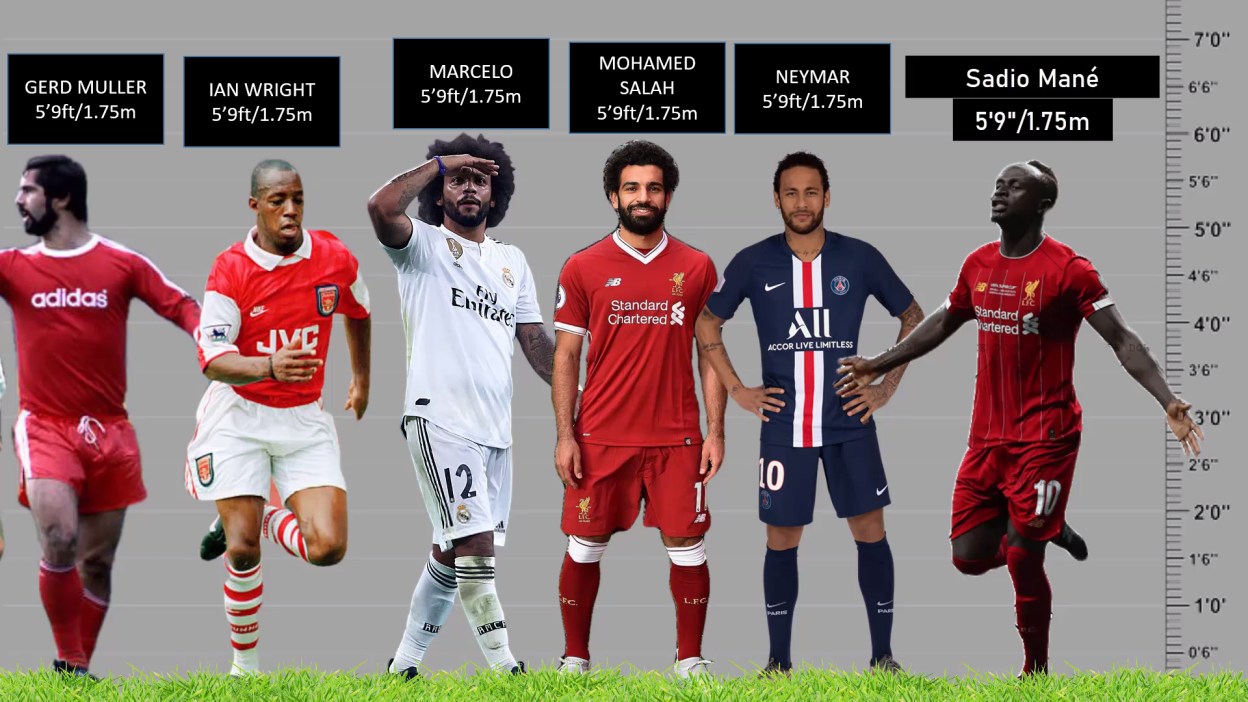 GERD MULLER
5’9ft/1.75m
IAN WRIGHT
5’9ft/1.75m
MARCELO
5’9ft/1.75m
MOHAMED
SALAH
5’9ft/1.75m
NEYMAR
5’9ft/1.75m
Sadio Mané
5'9"/1.75m
7'0''
6'6''
6'0''
5'6''
5'0''
4'6''
4'0''
3'6''
3'0''
2'6''
2'0''
1'6''
1'0'
0'6''
adidas
JVC
Fly
Emirates
12
Standard
Chartered
L.F.C.
11
F.C.
L.F.C
ALL
ACCOR LIVE LIMITLESS
10
PARIS
PARIS
Standard
Chartered
L.F.C.
10